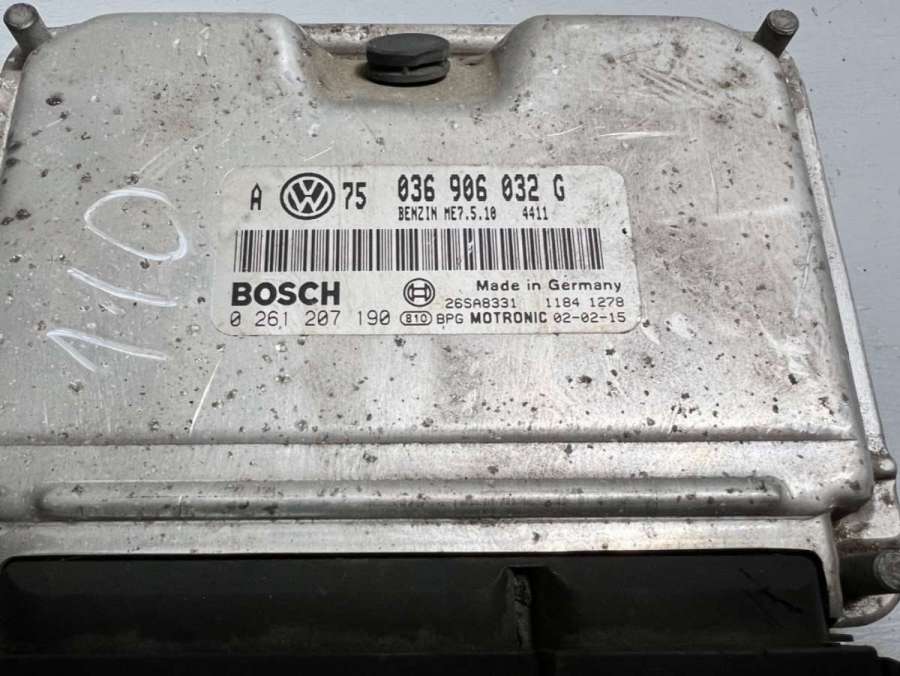 A VW 75 036 906 032 G
BENZIN ME7.5.10 4411
BOSCH Made in Germany
26SA8331 1184 1278
0 261 207 190 810 BPG MOTRONIC 02-02-15
110